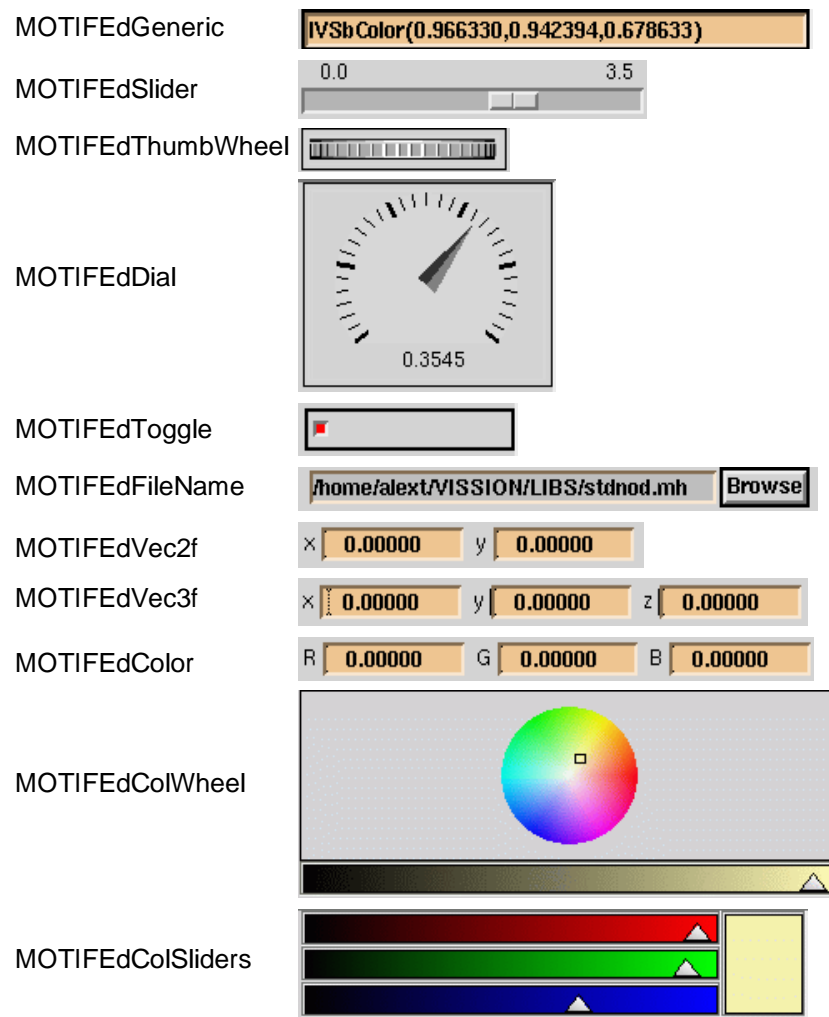 MOTIFEdGeneric IVSbColor(0.966330,0.942394,0.678633)
0.0 3.5
MOTIFEdSlider
MOTIFEdThumbWheel
MOTIFEdDial
0.3545
MOTIFEdToggle
MOTIFEdFileName /home/alext/VISSION/LIBS/stdnod.mh Browse
MOTIFEdVec2f x 0.00000 y 0.00000
MOTIFEdVec3f x 0.00000 y 0.00000 z 0.00000
MOTIFEdColor R 0.00000 G 0.00000 B 0.00000
MOTIFEdColWheel
MOTIFEdColSliders